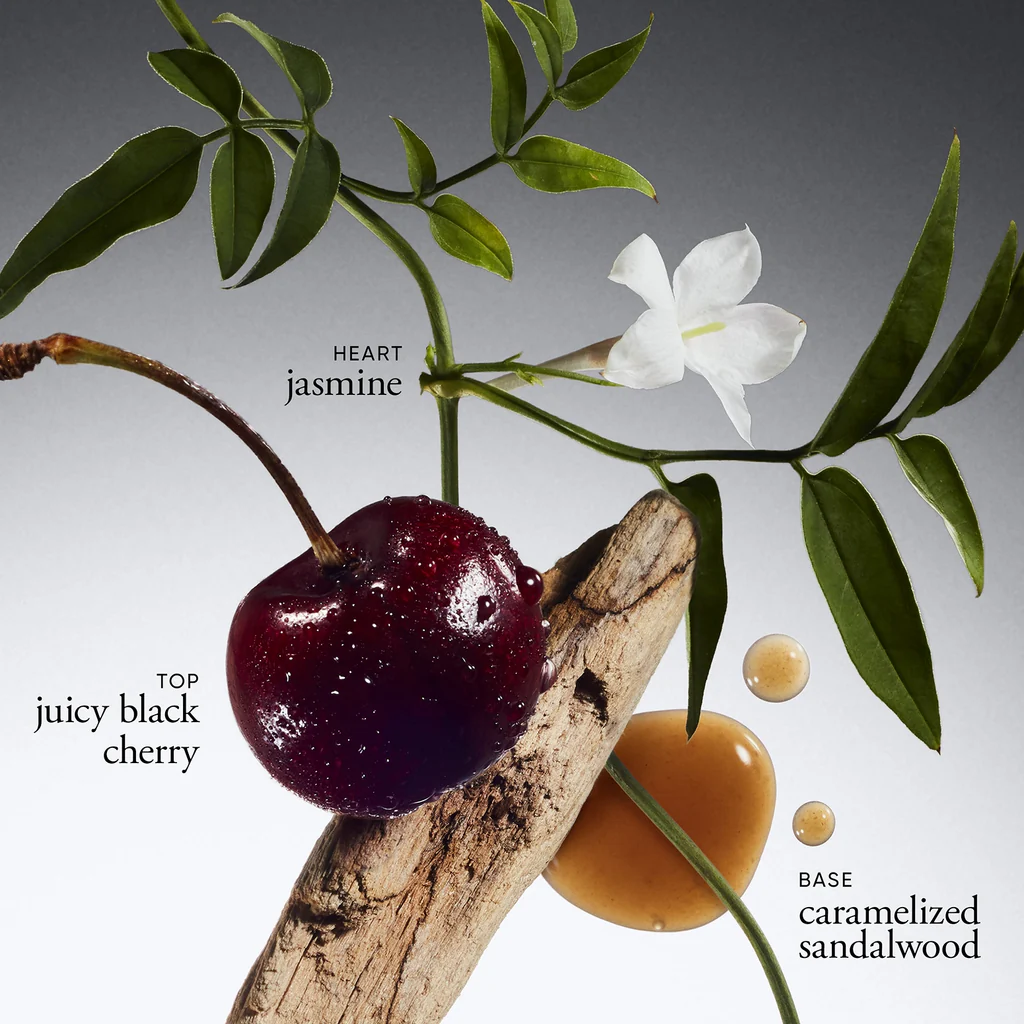 HEART
jasmine
TOP
juicy black
cherry
BASE
caramelized
sandalwood